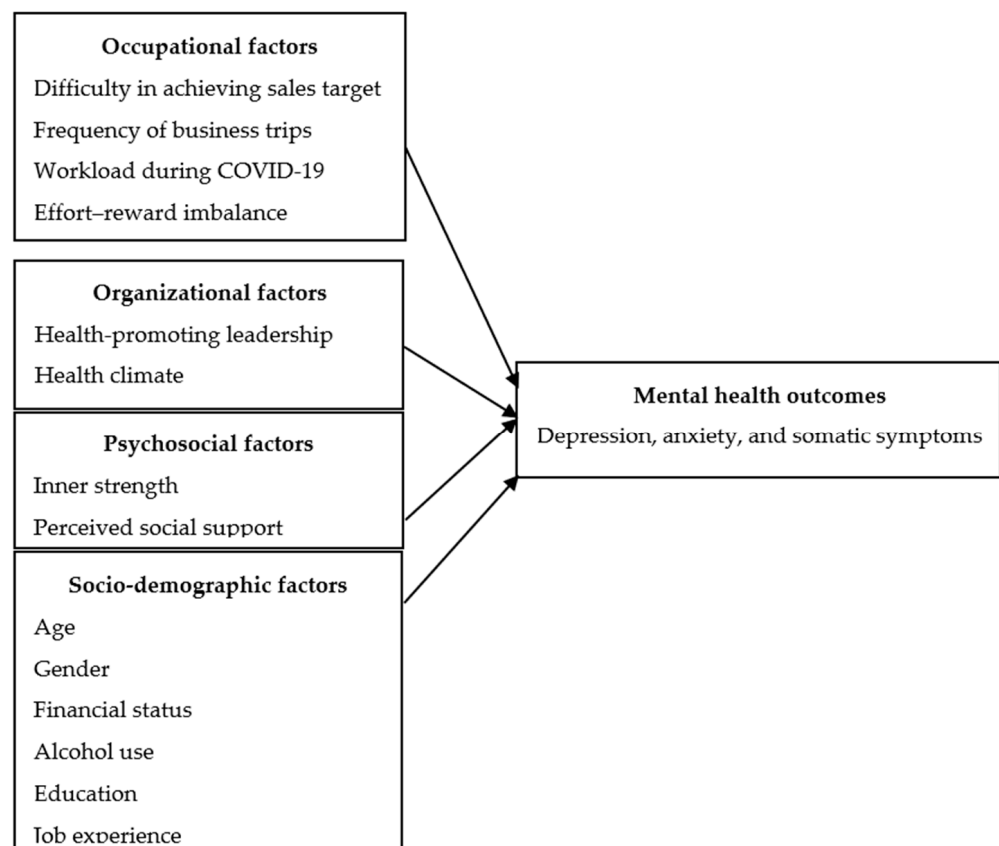 Occupational factors
Difficulty in achieving sales target
Frequency of business trips
Workload during COVID-19
Effort–reward imbalance
Organizational factors
Health-promoting leadership
Health climate
Psychosocial factors
Inner strength
Perceived social support
Socio-demographic factors
Age
Gender
Financial status
Alcohol use
Education
Job experience
Mental health outcomes
Depression, anxiety, and somatic symptoms